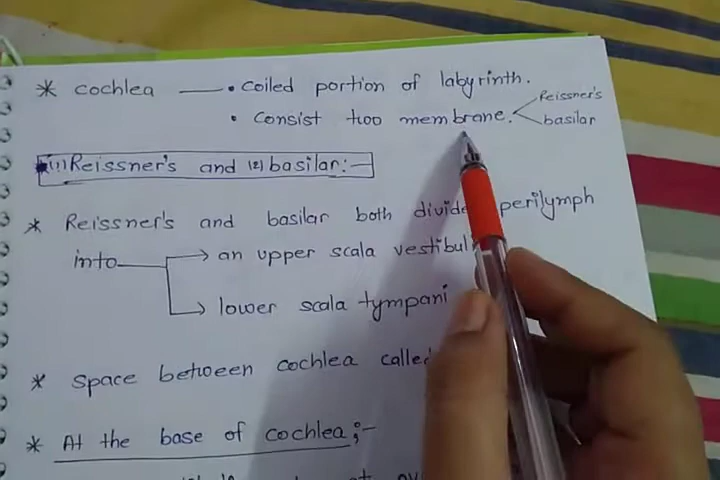 * cochlea — • coiled portion of labyrinth.
• consist two membrane. < Reissner's
basilar
(1) Reissner's and (2) basilar:-
* Reissner's and basilar both divide perilymph
into → an upper scala vestibuli
→ lower scala tympani
* space between cochlea called
* At the base of cochlea;-